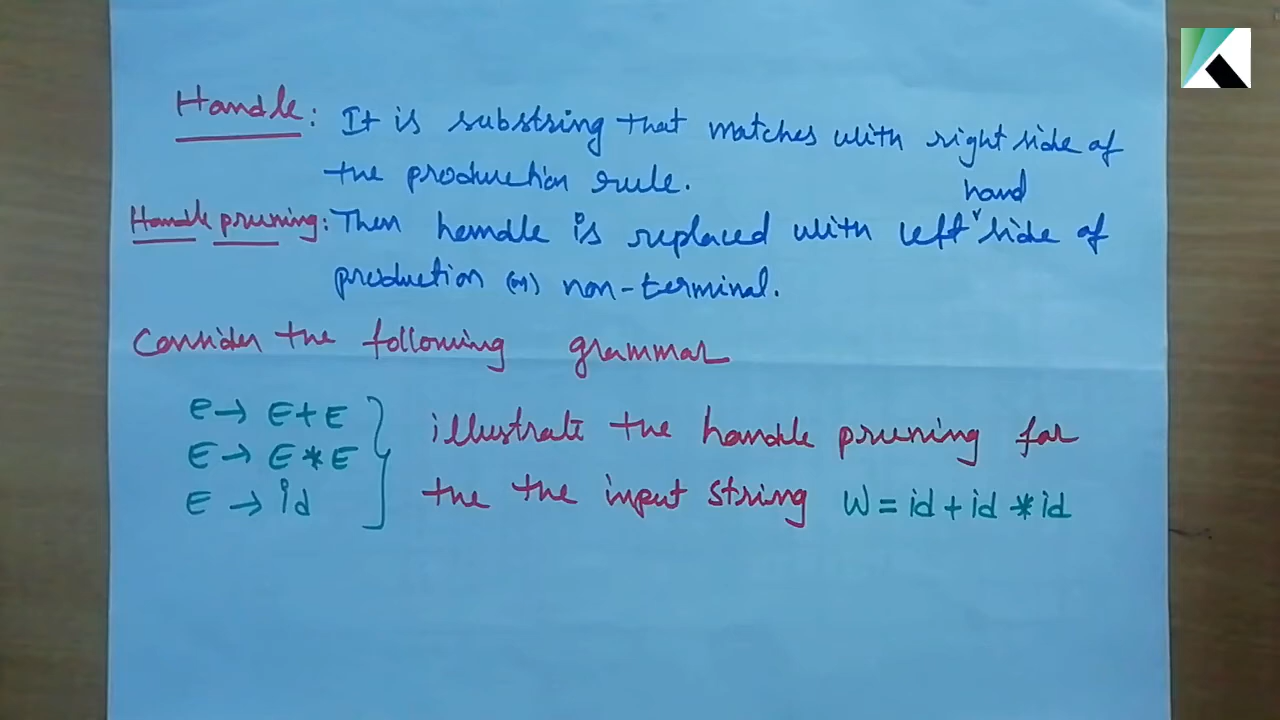 Handle: It is substring that matches with right side of
the production rule.
hand
Handle pruning: Then handle is replaced with left ˅ side of
production (or) non-terminal.
Consider the following grammar
e → E+E
E → E*E
E → id
illustrate the handle pruning for
the the input string W = id + id * id